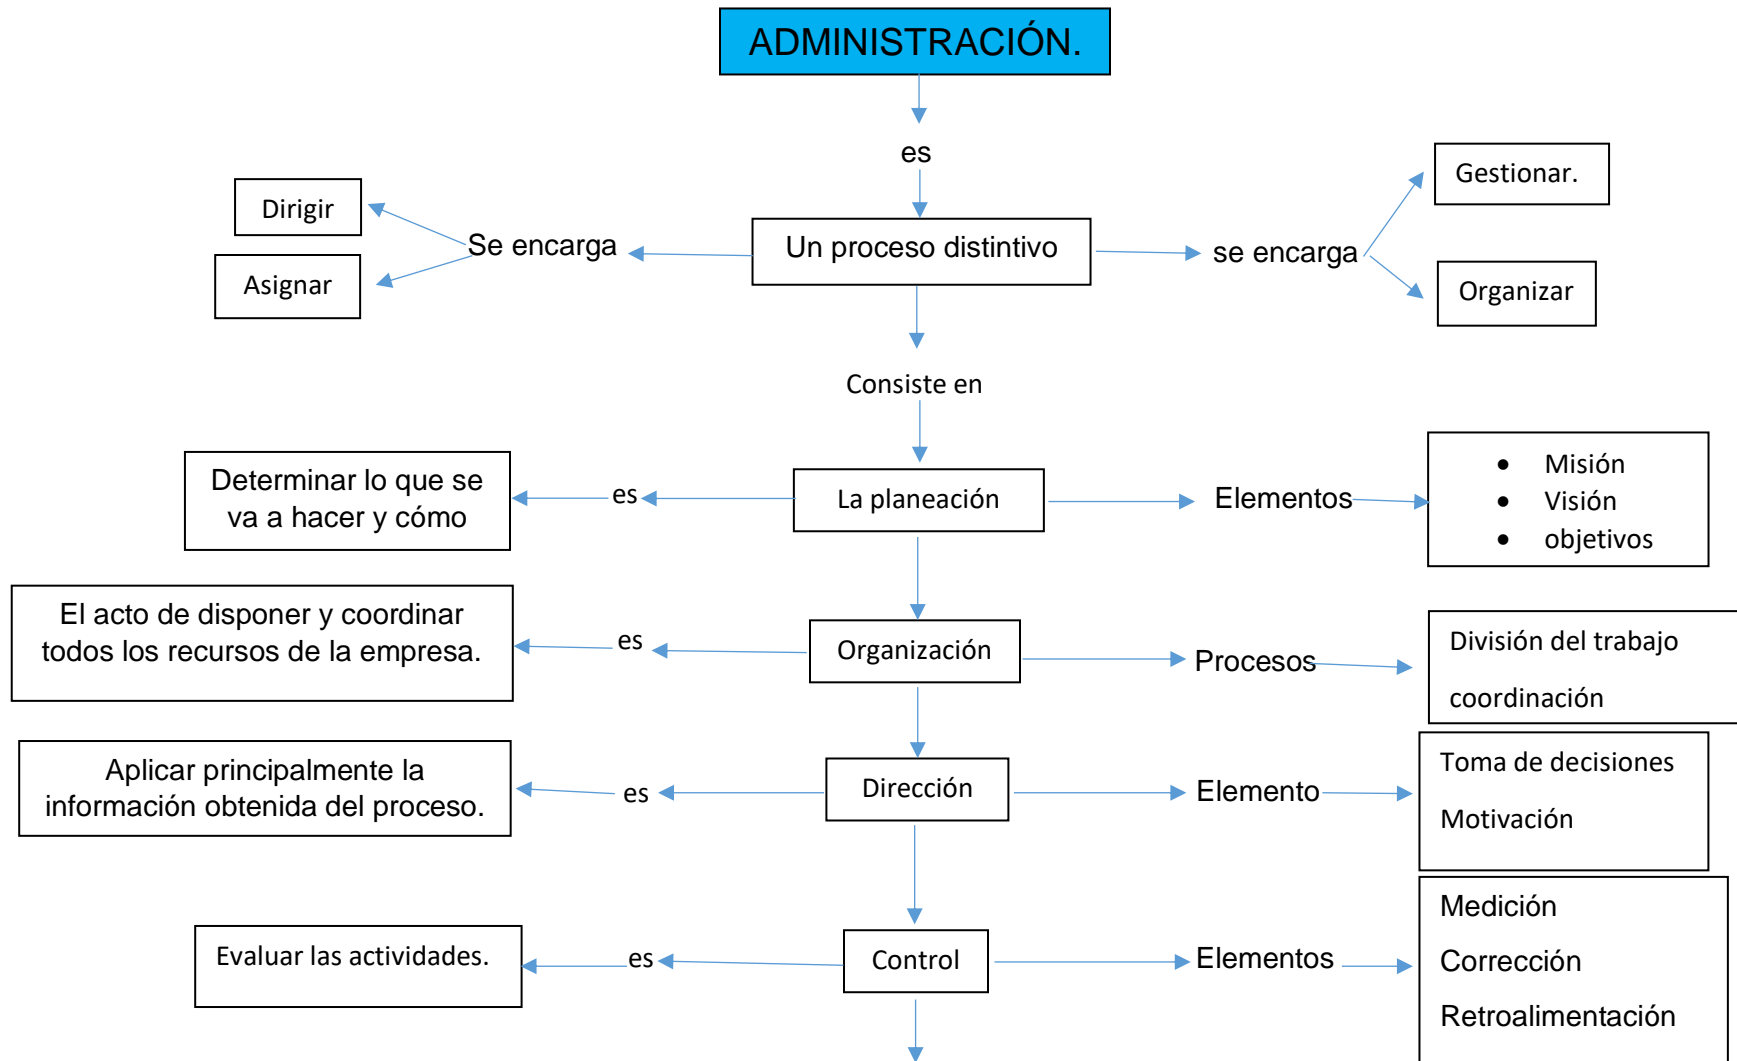 ADMINISTRACIÓN.
es
Dirigir
Asignar
Se encarga
Un proceso distintivo
se encarga
Gestionar.
Organizar
Consiste en
Determinar lo que se
va a hacer y cómo
es
La planeación
Elementos
• Misión
• Visión
• objetivos
El acto de disponer y coordinar
todos los recursos de la empresa.
es
Organización
Procesos
División del trabajo
coordinación
Aplicar principalmente la
información obtenida del proceso.
es
Dirección
Elemento
Toma de decisiones
Motivación
Evaluar las actividades.
es
Control
Elementos
Medición
Corrección
Retroalimentación